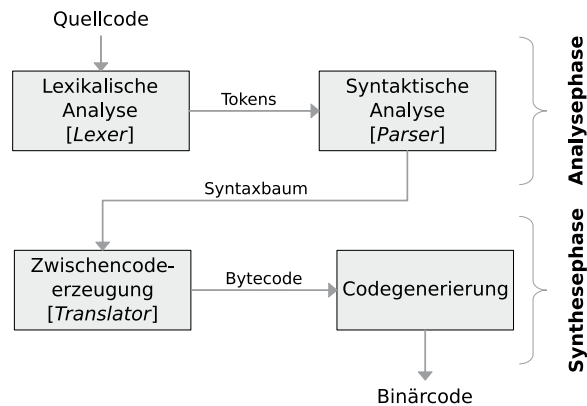 Quellcode
Lexikalische
Analyse
[Lexer]
Tokens
Syntaktische
Analyse
[Parser]
Analysephase
Syntaxbaum
Zwischencode-
erzeugung
[Translator]
Bytecode
Codegenerierung
Synthesephase
Binärcode